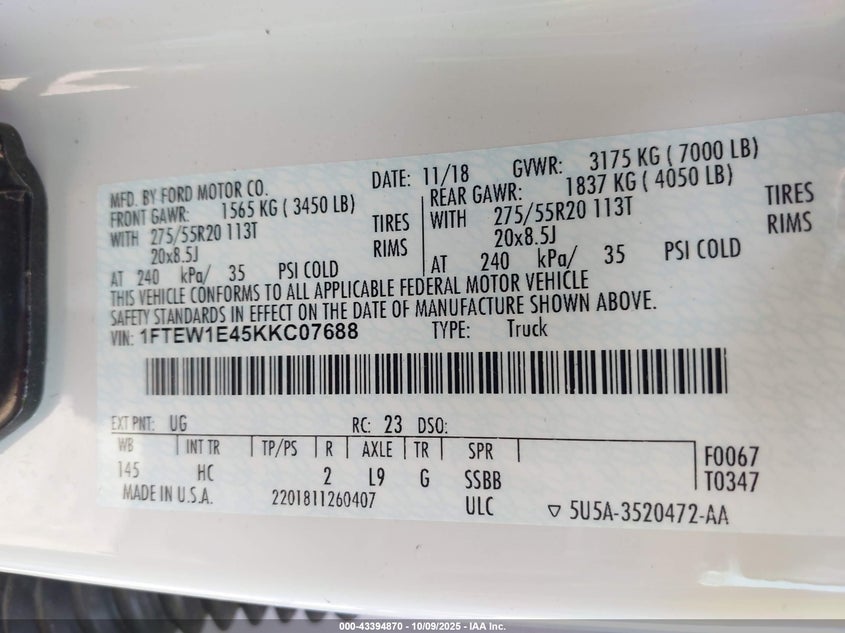 MFD. BY FORD MOTOR CO. DATE: 11/18 GVWR: 3175 KG ( 7000 LB)
FRONT GAWR: 1565 KG ( 3450 LB) REAR GAWR: 1837 KG ( 4050 LB)
WITH 275/55R20 113T TIRES WITH 275/55R20 113T TIRES
20x8.5J RIMS 20x8.5J RIMS
AT 240 kPa/ 35 PSI COLD AT 240 kPa/ 35 PSI COLD
THIS VEHICLE CONFORMS TO ALL APPLICABLE FEDERAL MOTOR VEHICLE
SAFETY STANDARDS IN EFFECT ON THE DATE OF MANUFACTURE SHOWN ABOVE.
VIN: 1FTEW1E45KKC07688 TYPE: Truck
EXT PNT: UG RC: 23 DSO:
WB INT TR TP/PS R AXLE TR SPR F0067
145 HC 2 L9 G SSBB T0347
MADE IN U.S.A. 2201811260407 ULC ▽ 5U5A-3520472-AA
000-43394870 - 10/09/2025 - IAA Inc.